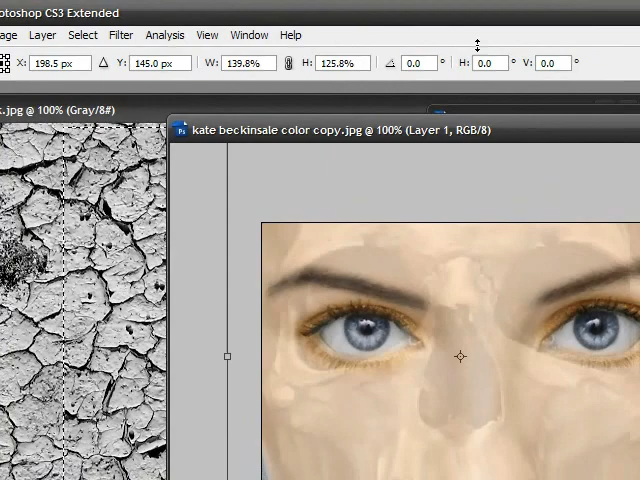 otoshop CS3 Extended
age Layer Select Filter Analysis View Window Help
X: 198.5 px Y: 145.0 px W: 139.8% H: 125.8% 0.0 ° H: 0.0 ° V: 0.0 °
.jpg @ 100% (Gray/8#)
Ps kate beckinsale color copy.jpg @ 100% (Layer 1, RGB/8)